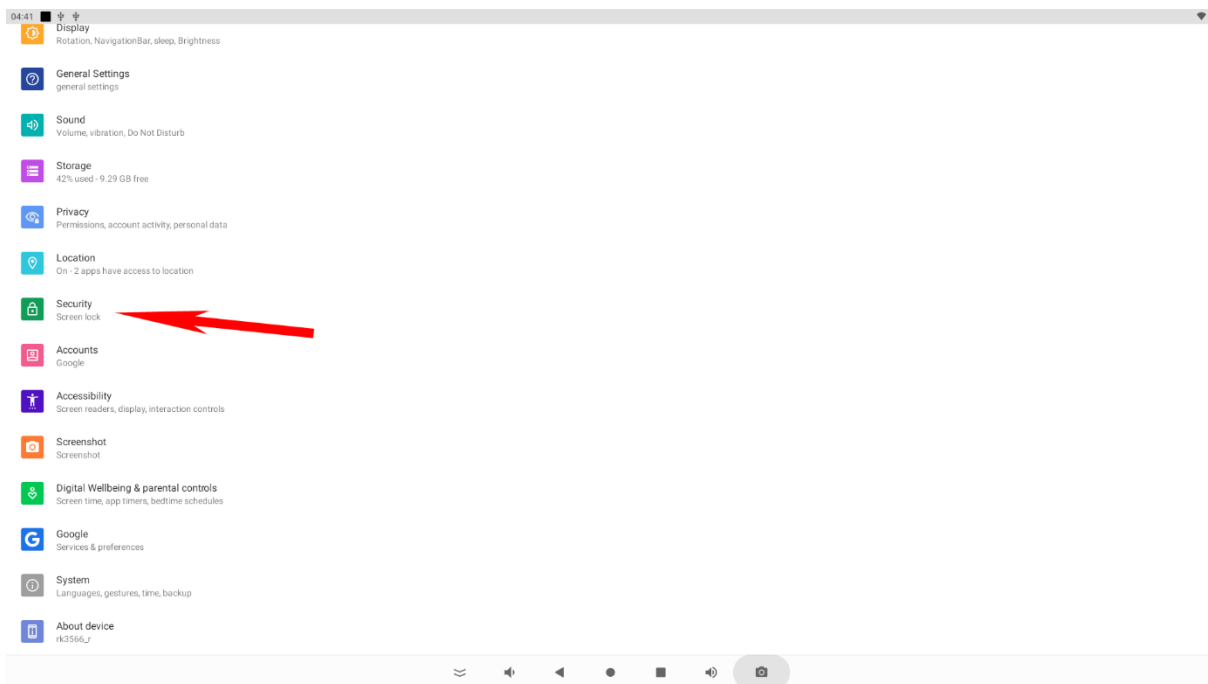 04:41
Display
Rotation, NavigationBar, sleep, Brightness
General Settings
general settings
Sound
Volume, vibration, Do Not Disturb
Storage
42% used - 9.29 GB free
Privacy
Permissions, account activity, personal data
Location
On - 2 apps have access to location
Security
Screen lock
Accounts
Google
Accessibility
Screen readers, display, interaction controls
Screenshot
Screenshot
Digital Wellbeing & parental controls
Screen time, app timers, bedtime schedules
Google
Services & preferences
System
Languages, gestures, time, backup
About device
rk3566_r